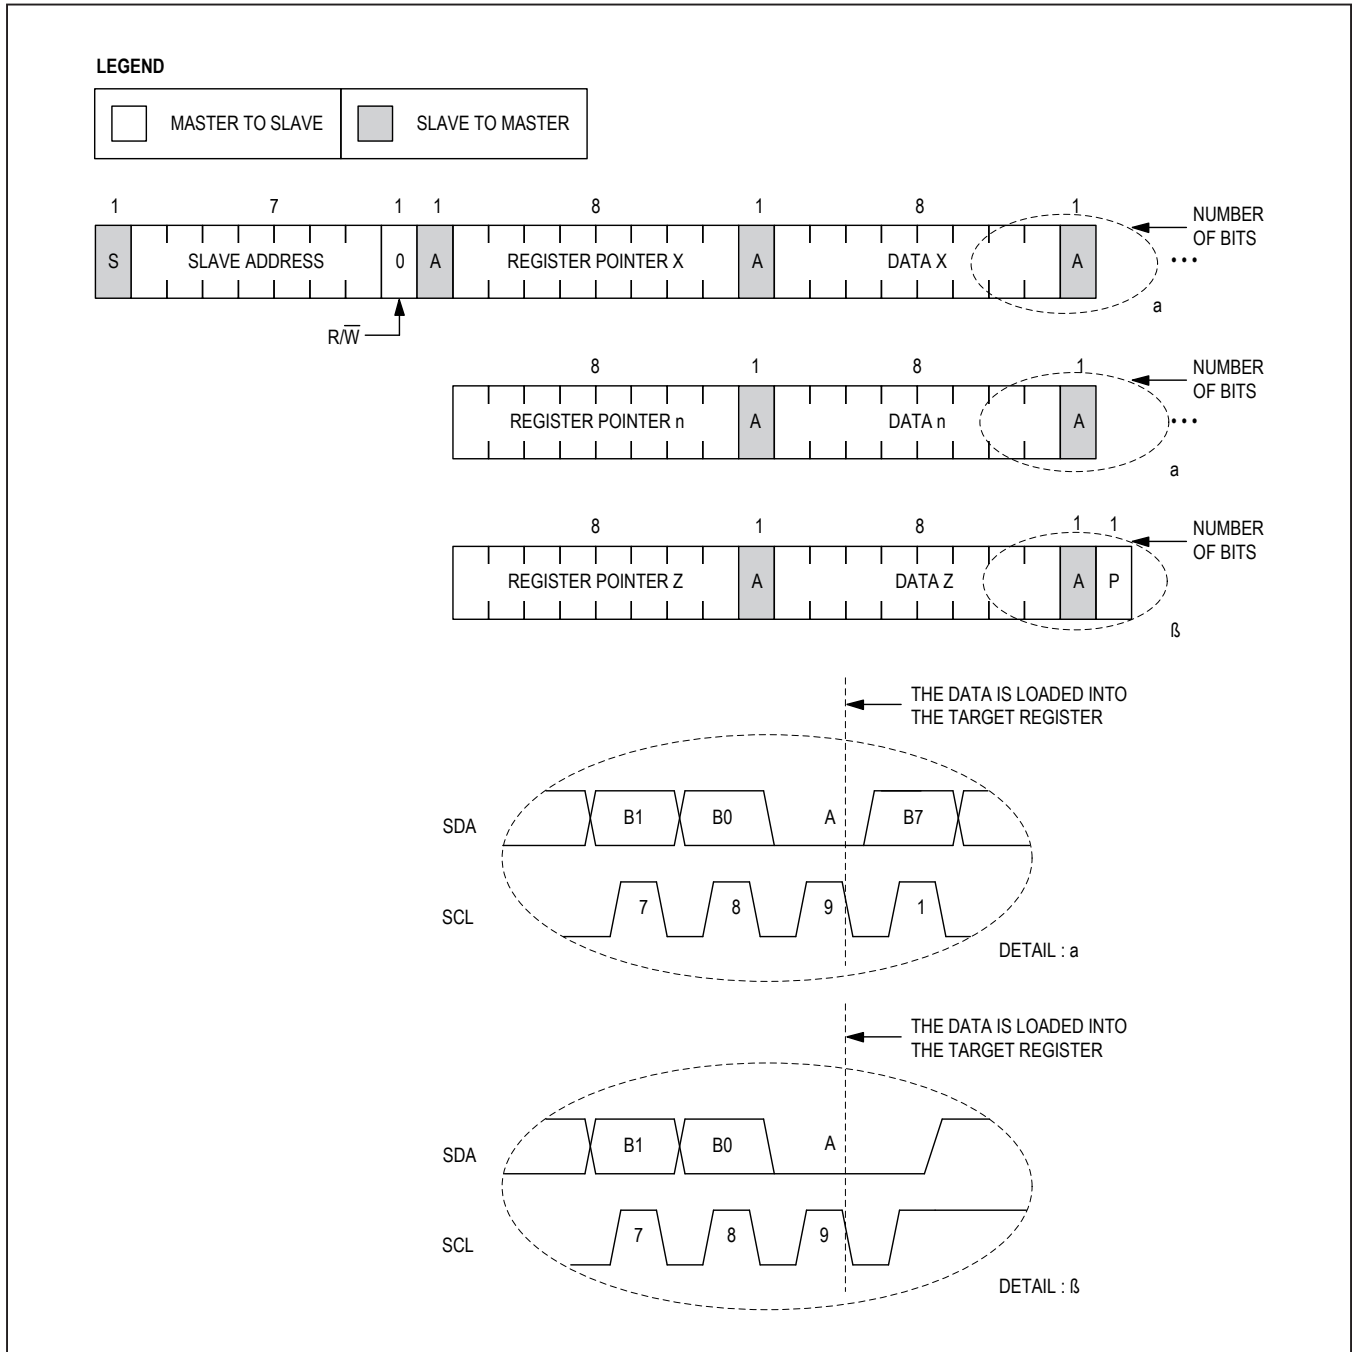 LEGEND
MASTER TO SLAVE SLAVE TO MASTER
1 7 1 1 8 1 8 1
NUMBER
OF BITS
S SLAVE ADDRESS 0 A REGISTER POINTER X A DATA X A •••
a
R/W̅
8 1 8 1
NUMBER
OF BITS
REGISTER POINTER n A DATA n A •••
a
8 1 8 1 1
NUMBER
OF BITS
REGISTER POINTER Z A DATA Z A P
ß
THE DATA IS LOADED INTO
THE TARGET REGISTER
SDA B1 B0 A B7
SCL 7 8 9 1
DETAIL : a
THE DATA IS LOADED INTO
THE TARGET REGISTER
SDA B1 B0 A
SCL 7 8 9
DETAIL : ß